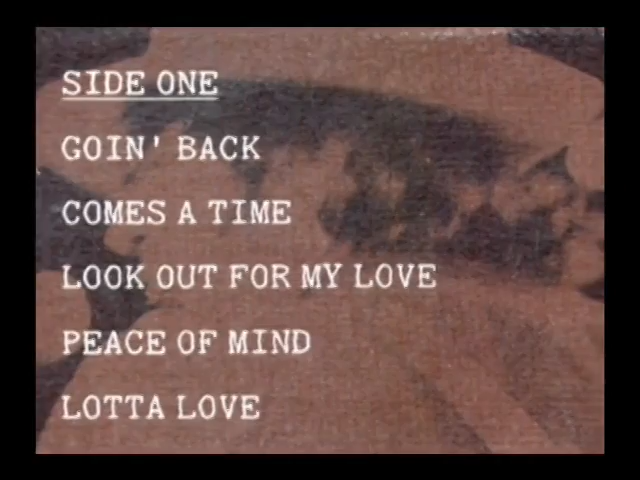 SIDE ONE
GOIN' BACK
COMES A TIME
LOOK OUT FOR MY LOVE
PEACE OF MIND
LOTTA LOVE